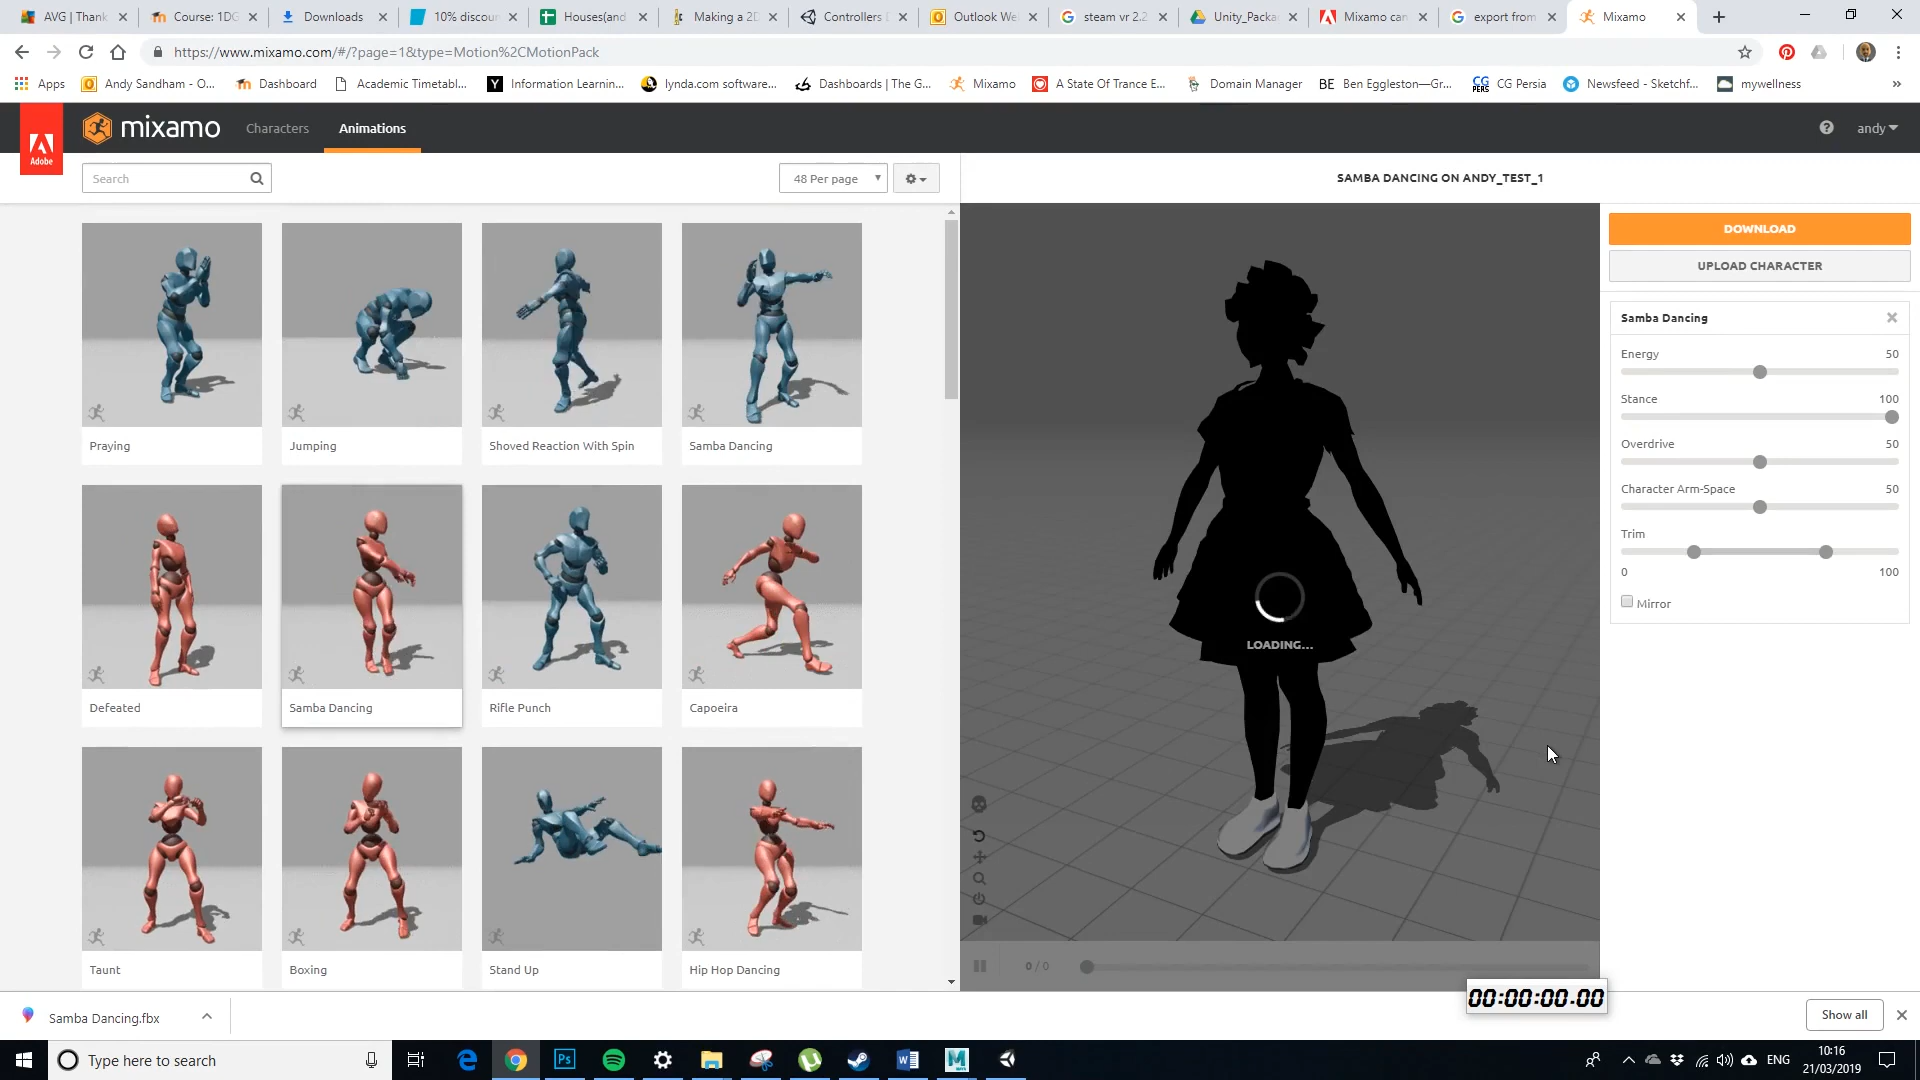 AVG | Thank
Course: 1DG
Downloads
10% discou
Houses(and
Making a 2D
Controllers
Outlook We
steam vr 2.2
Unity_Packa
Mixamo can
export from
Mixamo
https://www.mixamo.com/#/?page=1&type=Motion%2CMotionPack
Apps
Andy Sandham - O...
Dashboard
Academic Timetabl...
Information Learnin...
lynda.com software...
Dashboards | The G...
Mixamo
A State Of Trance E...
Domain Manager
BE Ben Eggleston—Gr...
CG Persia
Newsfeed - Sketchf...
mywellness
Adobe
mixamo
Characters
Animations
andy
Search
48 Per page
SAMBA DANCING ON ANDY_TEST_1
DOWNLOAD
UPLOAD CHARACTER
Samba Dancing
Energy 50
Stance 100
Overdrive 50
Character Arm-Space 50
Trim
0 100
Mirror
Praying
Jumping
Shoved Reaction With Spin
Samba Dancing
Defeated
Samba Dancing
Rifle Punch
Capoeira
Taunt
Boxing
Stand Up
Hip Hop Dancing
LOADING...
0 / 0
00:00:00.00
Samba Dancing.fbx
Show all
Type here to search
ENG
10:16
21/03/2019